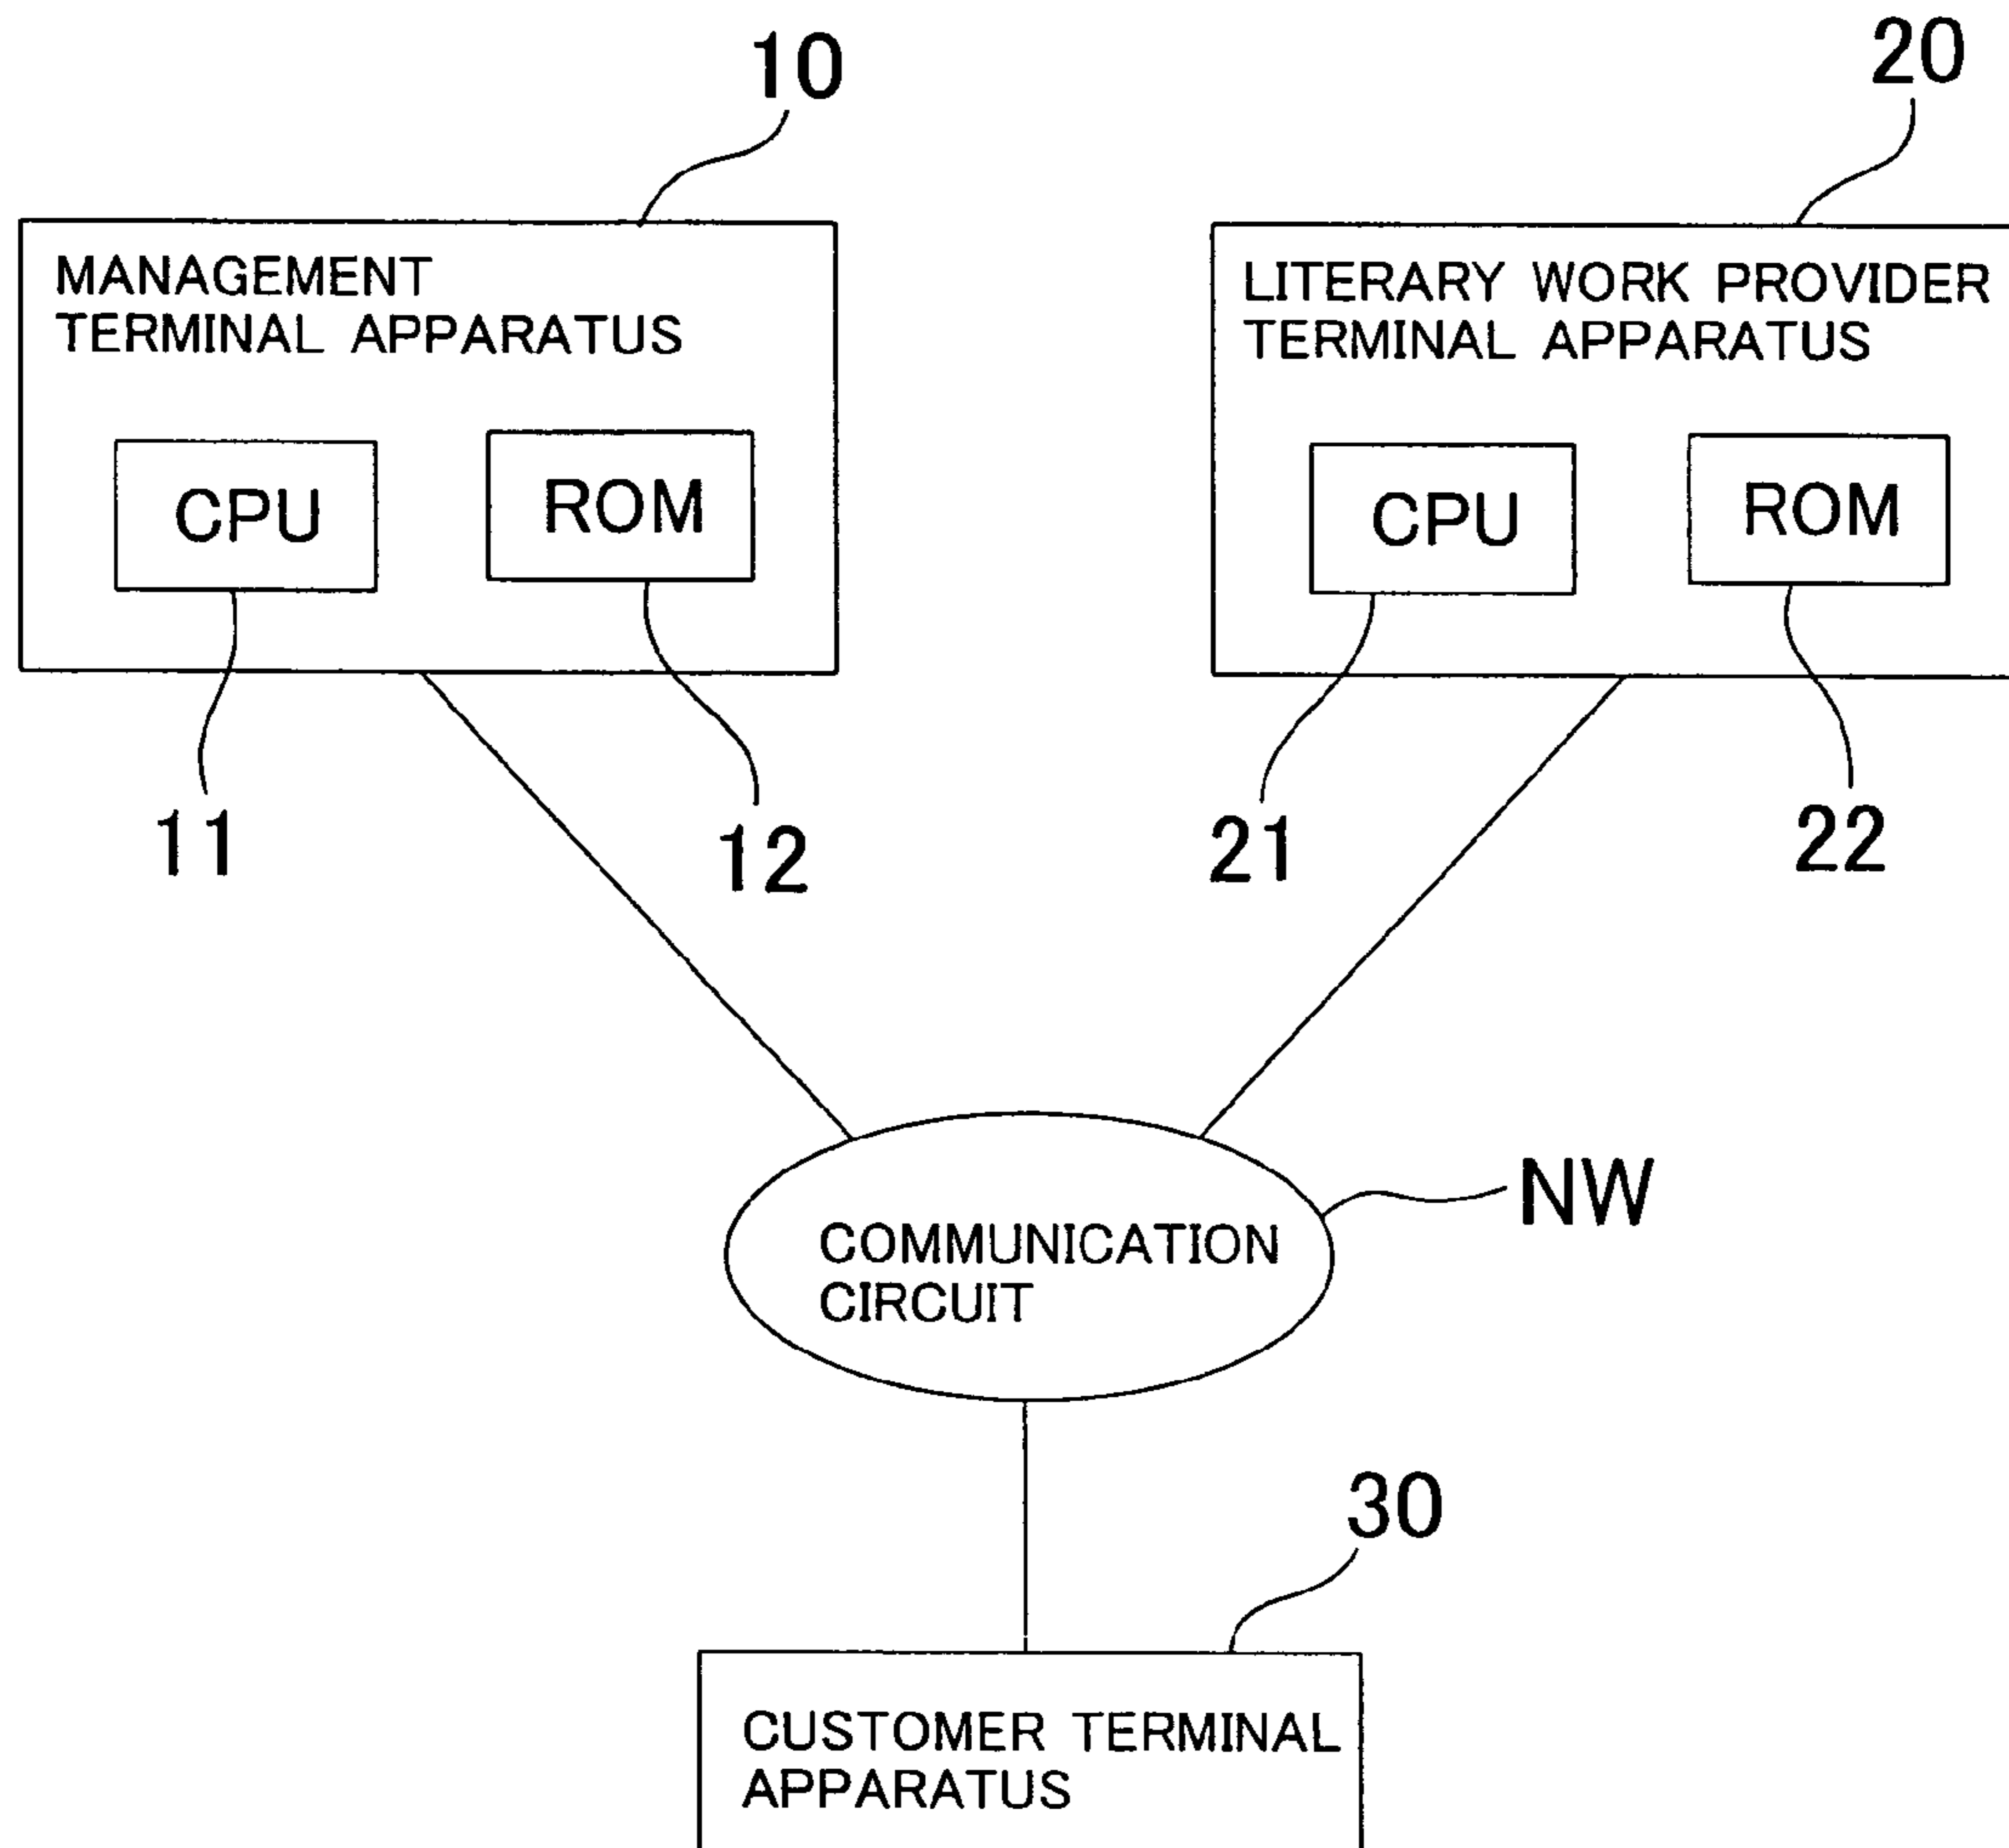 10
20
MANAGEMENT
TERMINAL APPARATUS
LITERARY WORK PROVIDER
TERMINAL APPARATUS
CPU
ROM
CPU
ROM
11
12
21
22
COMMUNICATION
CIRCUIT
NW
30
CUSTOMER TERMINAL
APPARATUS